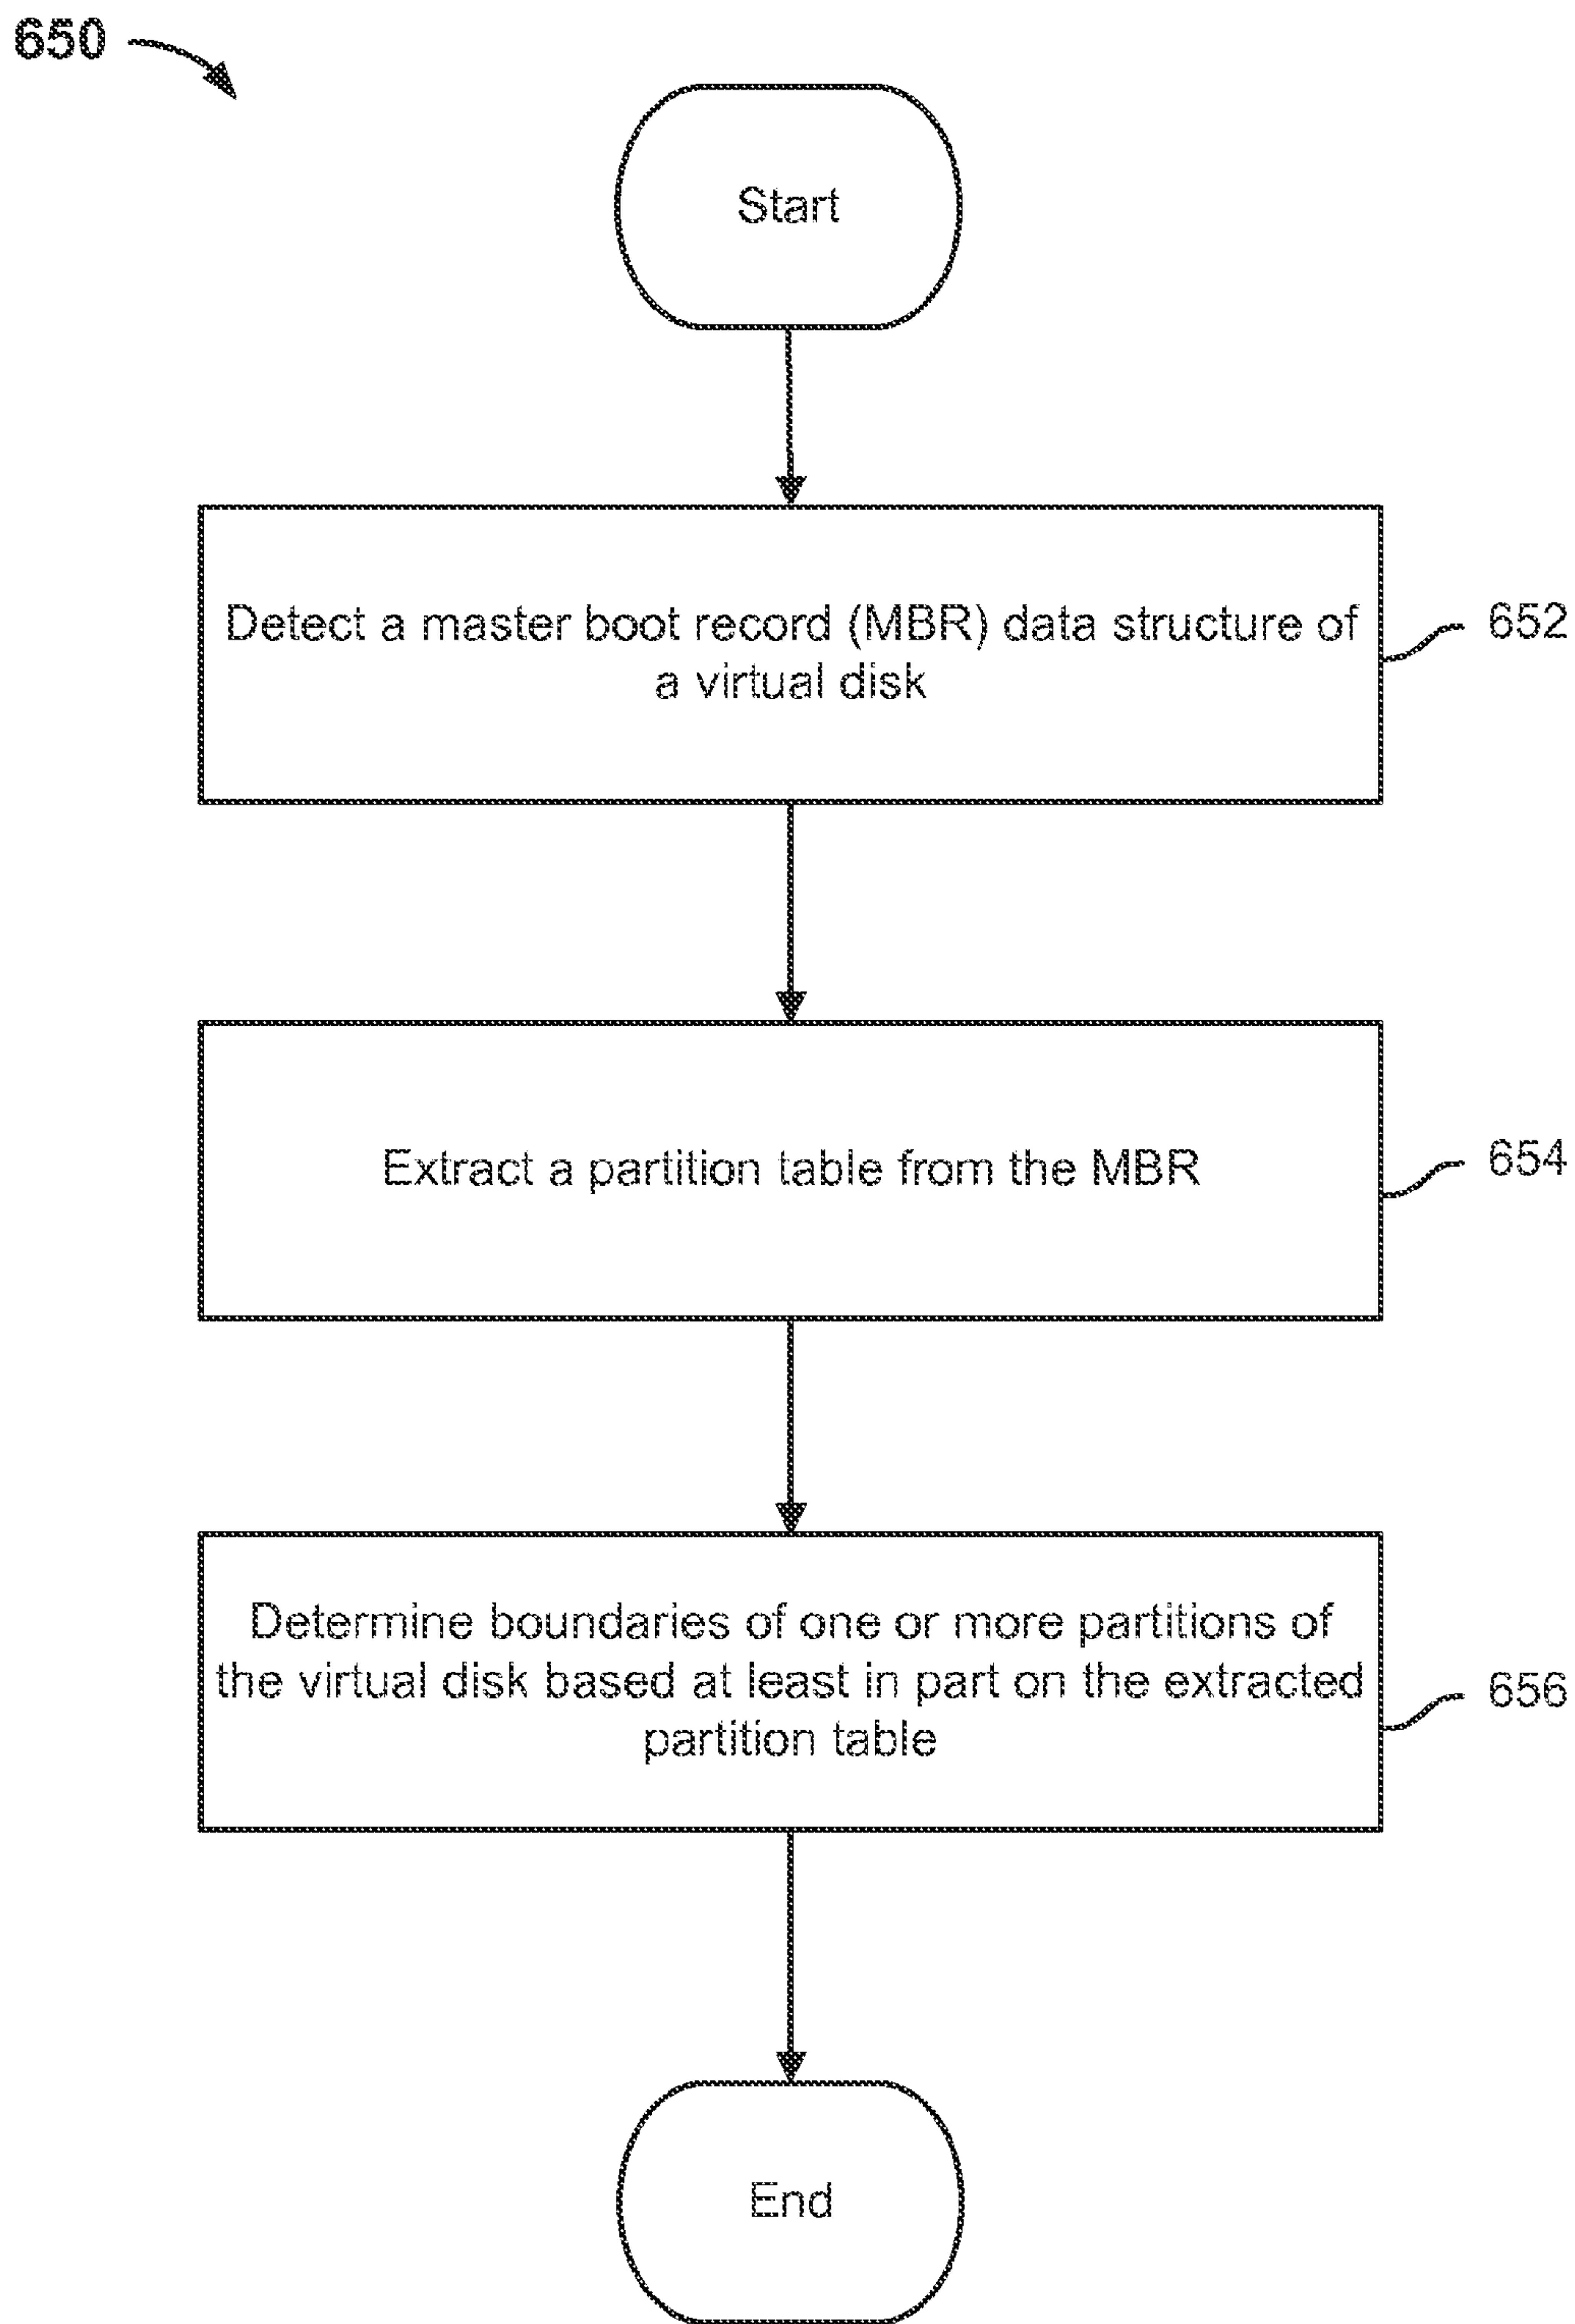 650
Start
Detect a master boot record (MBR) data structure of
a virtual disk
652
Extract a partition table from the MBR
654
Determine boundaries of one or more partitions of
the virtual disk based at least in part on the extracted
partition table
656
End